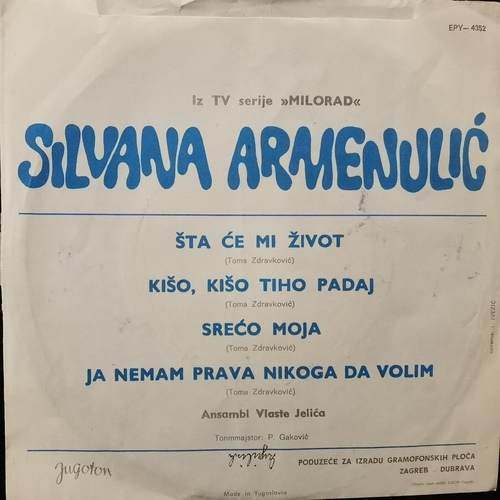 EPY-4352
Iz TV serije »MILORAD«
SILVANA ARMENULIĆ
ŠTA ĆE MI ŽIVOT
(Toma Zdravković)
KIŠO, KIŠO TIHO PADAJ
(Toma Zdravković)
SREĆO MOJA
(Toma Zdravković)
JA NEMAM PRAVA NIKOGA DA VOLIM
(Toma Zdravković)
Ansambl Vlaste Jelića
Tonmmajstor: P. Gaković
Jugoton
PODUZEĆE ZA IZRADU GRAMOFONSKIH PLOČA
ZAGREB - DUBRAVA
Made in Yugoslavia